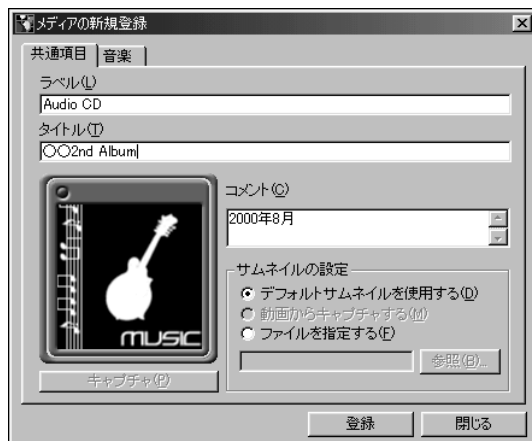 メディアの新規登録
共通項目 音楽
ラベル(L)
Audio CD
タイトル(T)
〇〇2nd Album
コメント(C)
2000年8月
MUSIC
サムネイルの設定
デフォルトサムネイルを使用する(D)
動画からキャプチャする(M)
ファイルを指定する(F)
参照(B)...
キャプチャ(P)
登録 閉じる